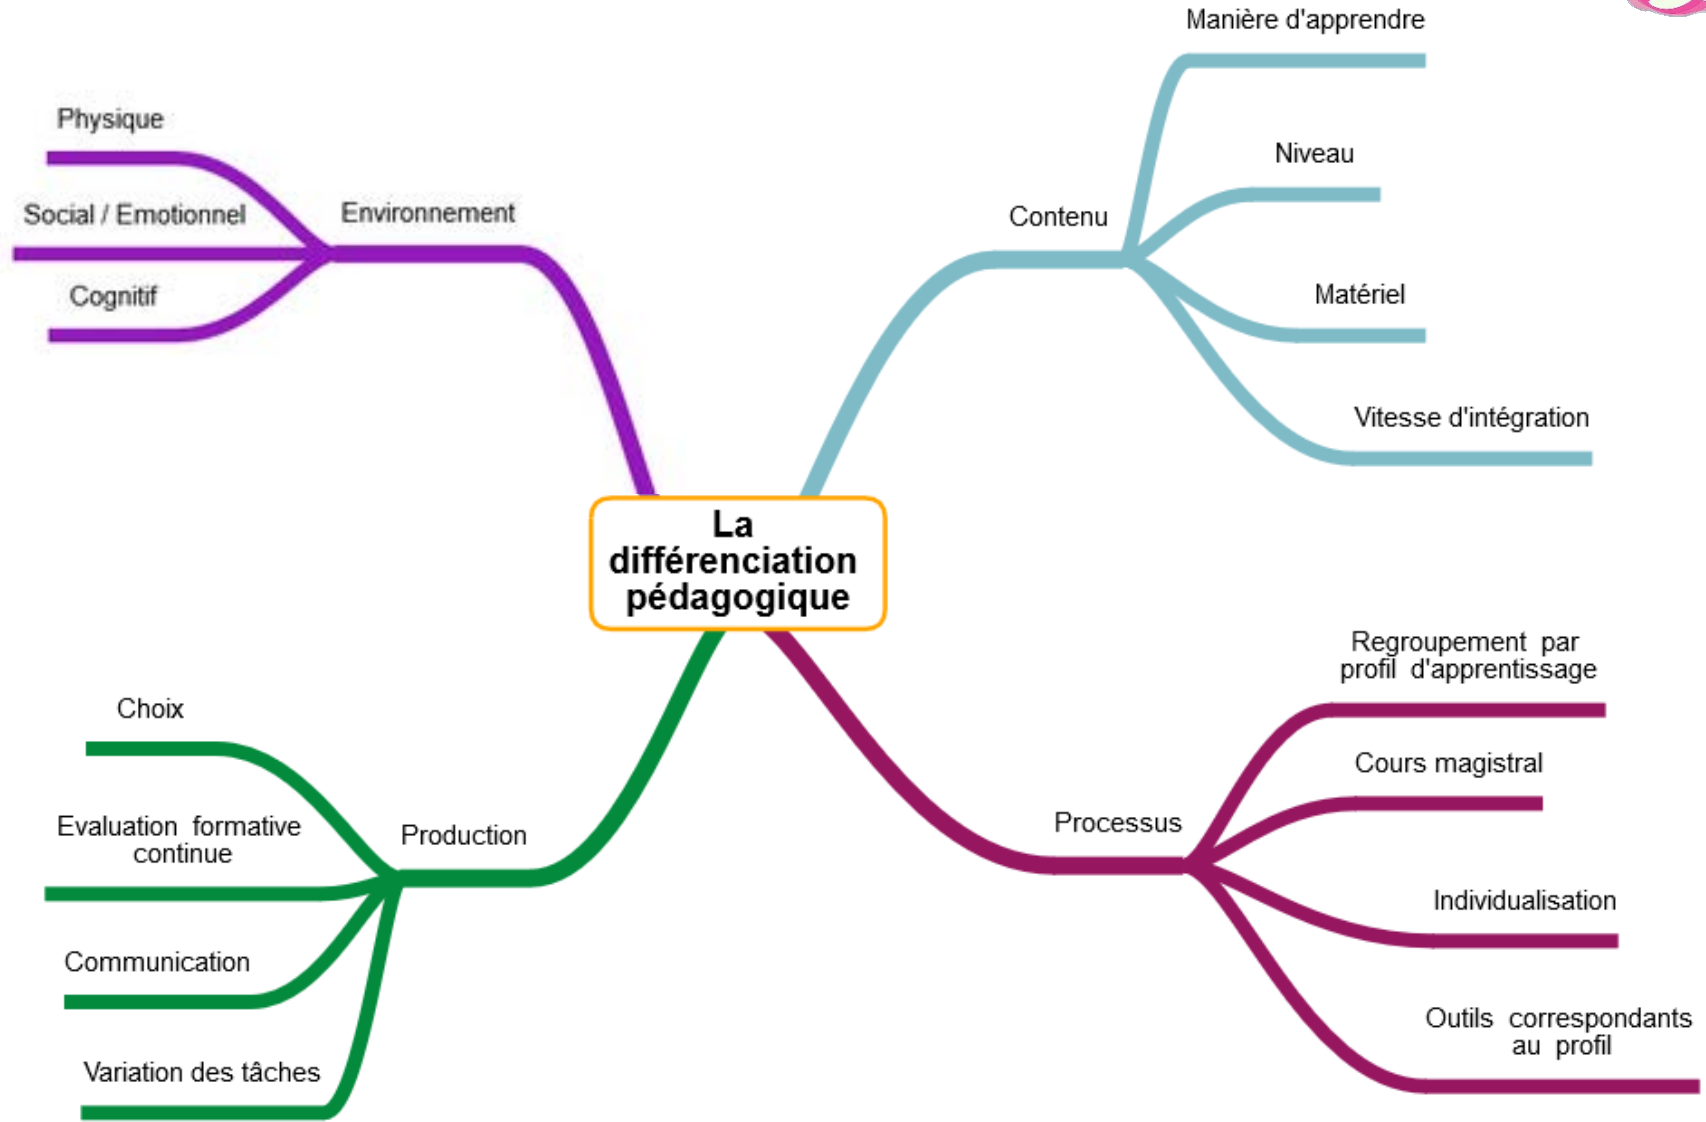 Manière d'apprendre
Niveau
Contenu
Matériel
Vitesse d'intégration
Physique
Social / Emotionnel
Environnement
Cognitif
La
différenciation
pédagogique
Regroupement par
profil d'apprentissage
Cours magistral
Processus
Individualisation
Outils correspondants
au profil
Choix
Evaluation formative
continue
Production
Communication
Variation des tâches